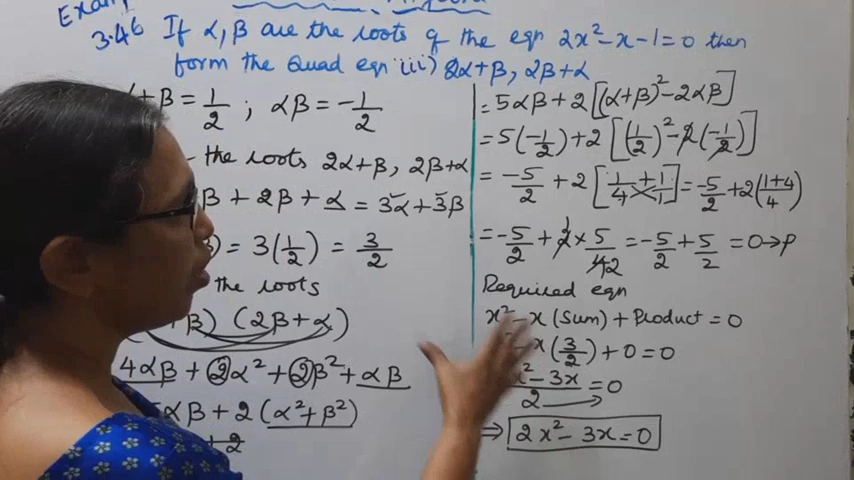 3.46 If α, β are the roots of the eqn 2x² - x - 1 = 0 then
form the Quad eqn iii) 2α+β, 2β+α
+β = 1/2 ; αβ = -1/2
the roots 2α+β, 2β+α
β + 2β + α = 3α + 3β
) = 3(1/2) = 3/2
the roots
β) (2β+α)
4αβ + 2α² + 2β² + αβ
αβ + 2 (α² + β²)
+2
= 5αβ + 2[(α+β)² - 2αβ]
= 5(-1/2) + 2[(1/2)² - 2(-1/2)]
= -5/2 + 2[1/4 + 1/1] = -5/2 + 2(1+4/4)
= -5/2 + 2 × 5/4 2 = -5/2 + 5/2 = 0 → P
Required eqn
x² - x (Sum) + Product = 0
² - x (3/2) + 0 = 0
x² - 3x/2 = 0
⇒ 2x² - 3x = 0